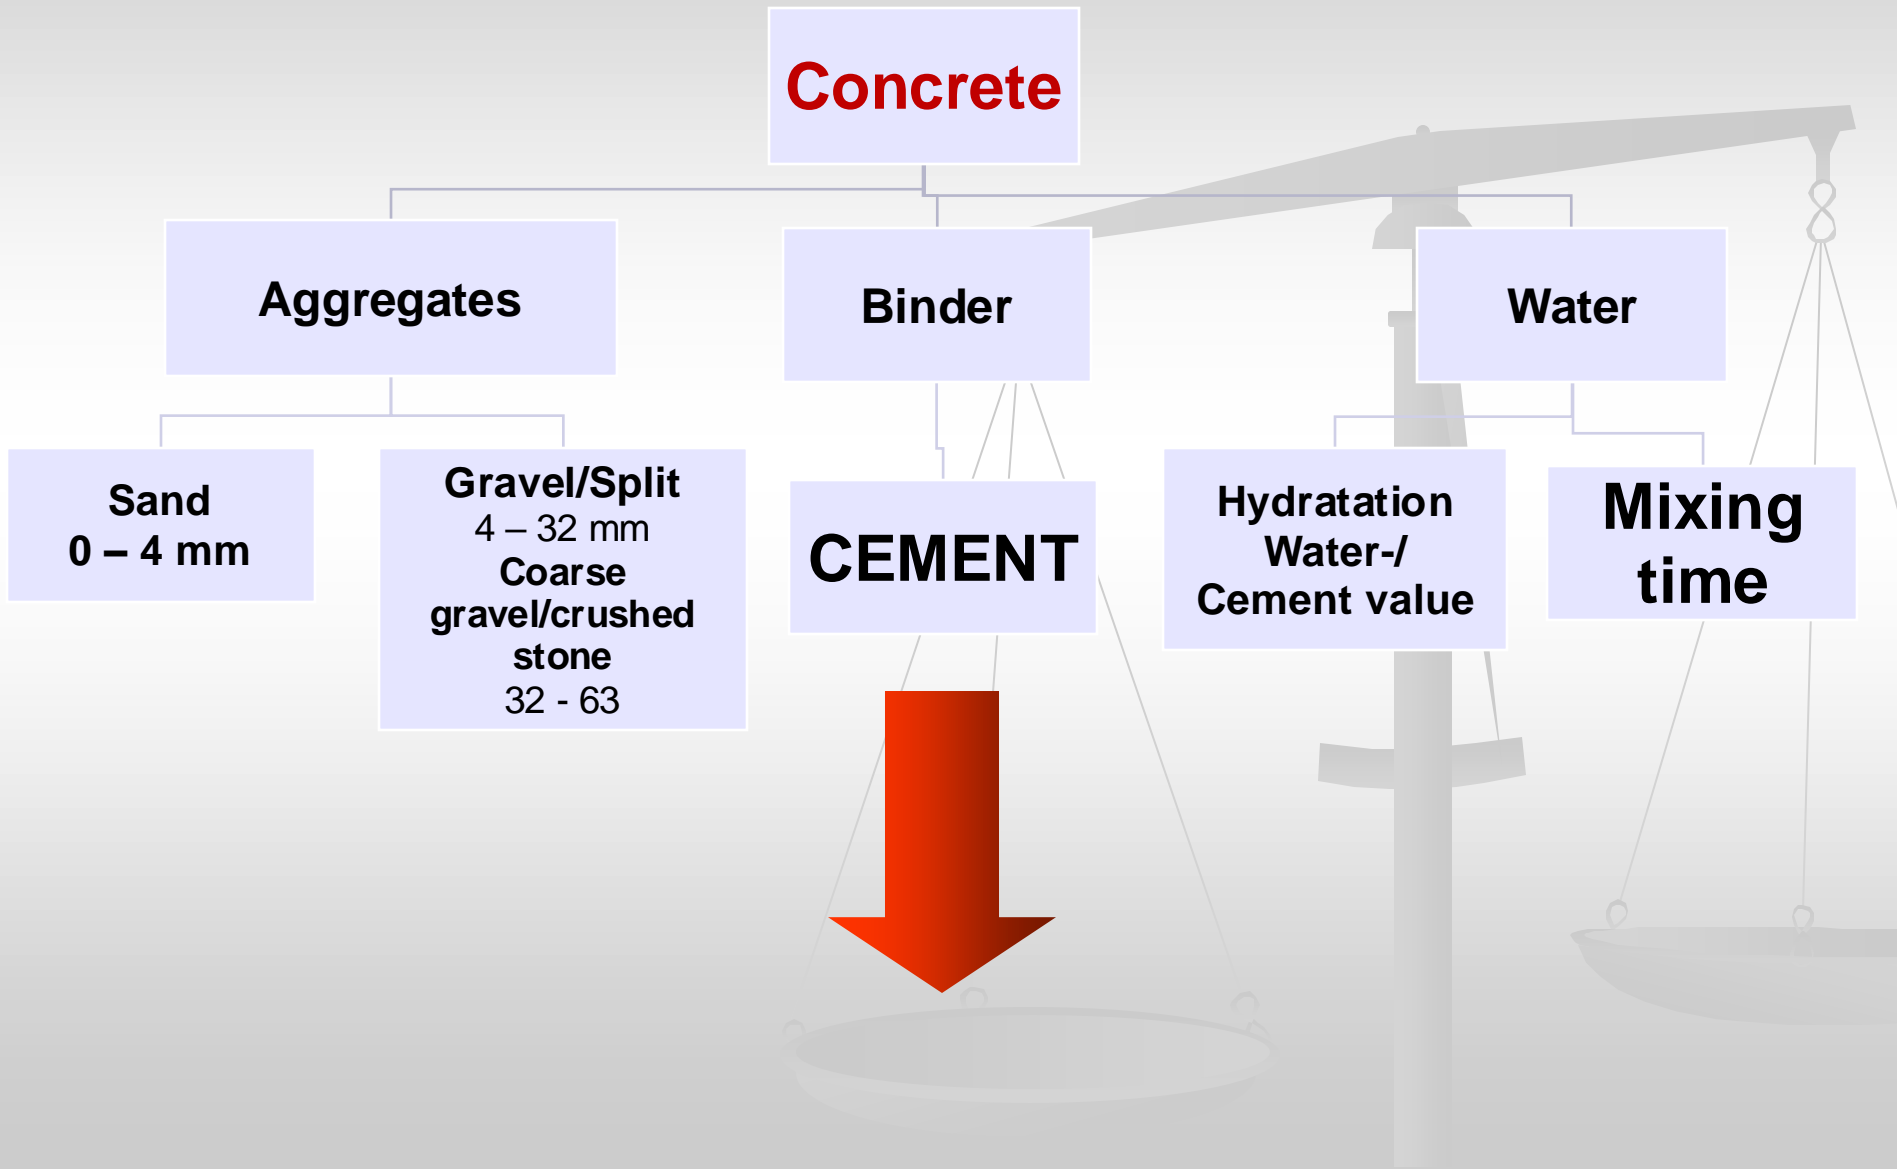 Concrete
Aggregates
Binder
Water
Sand
0 – 4 mm
Gravel/Split
4 – 32 mm
Coarse
gravel/crushed
stone
32 - 63
CEMENT
Hydratation
Water-/
Cement value
Mixing
time